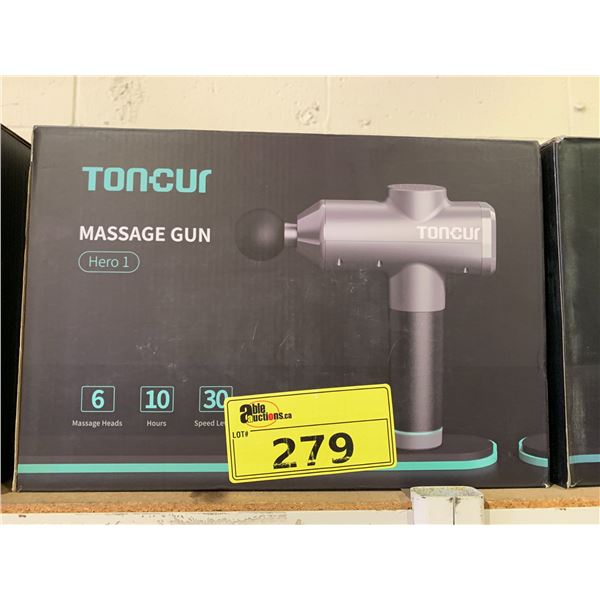 TONCUR
MASSAGE GUN
Hero 1
TONCUR
6
Massage Heads
10
Hours
30
Speed Le
able
auctions.ca
LOT#
279